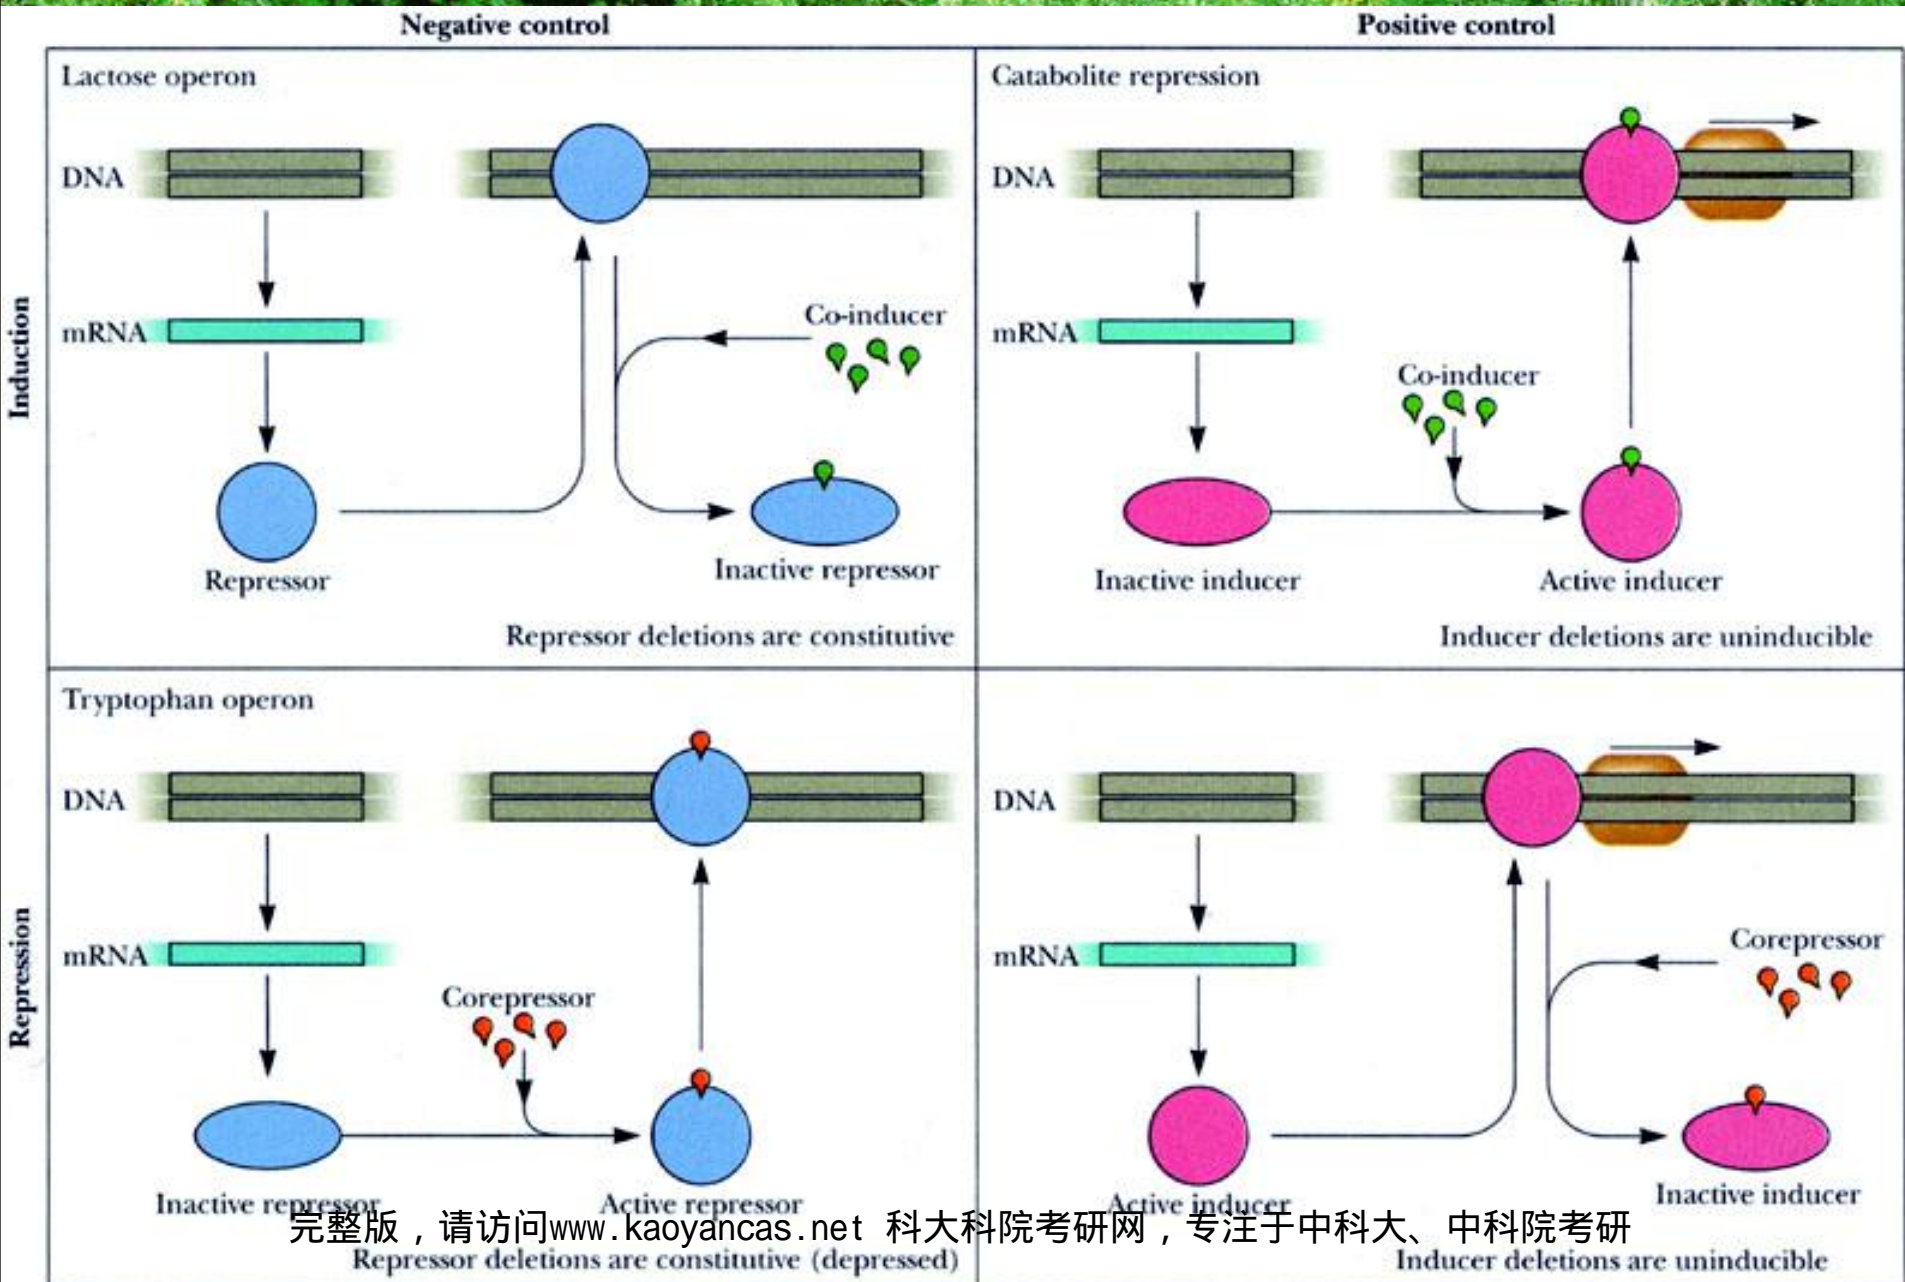 Negative control
Positive control
Induction
Lactose operon
DNA
mRNA
Co-inducer
Repressor
Inactive repressor
Repressor deletions are constitutive
Catabolite repression
DNA
mRNA
Co-inducer
Inactive inducer
Active inducer
Inducer deletions are uninducible
Repression
Tryptophan operon
DNA
mRNA
Corepressor
Inactive repressor
Active repressor
Repressor deletions are constitutive (depressed)
DNA
mRNA
Corepressor
Active inducer
Inactive inducer
Inducer deletions are uninducible
完整版，请访问www.kaoyancas.net 科大科院考研网，专注于中科大、中科院考研